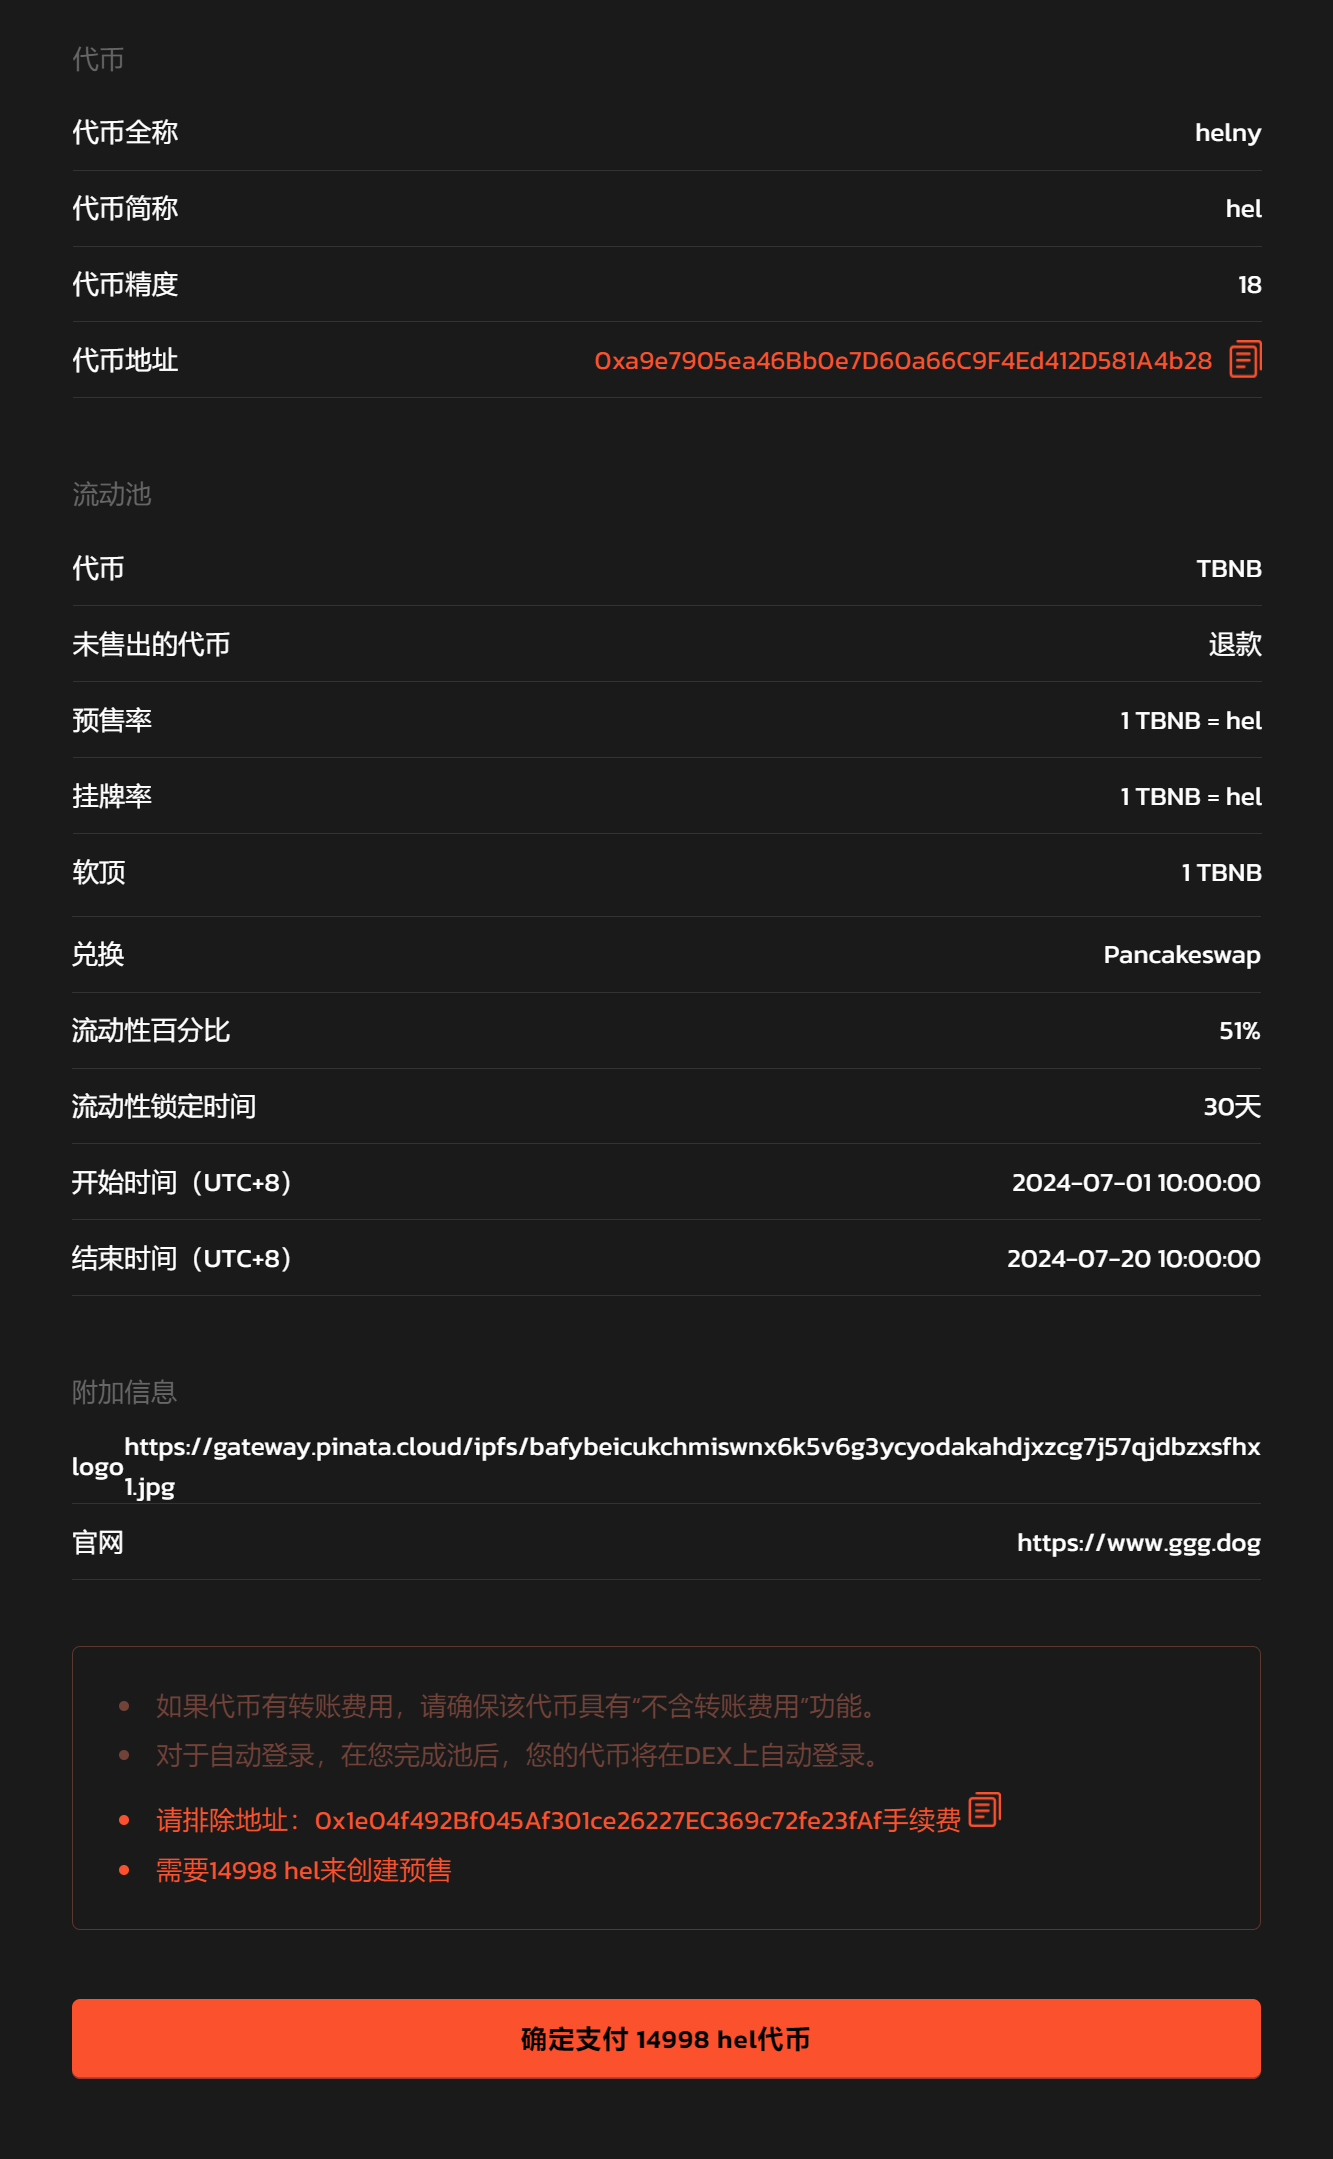 代币
代币全称 helny
代币简称 hel
代币精度 18
代币地址 0xa9e7905ea46Bb0e7D60a66C9F4Ed412D581A4b28
流动池
代币 TBNB
未售出的代币 退款
预售率 1 TBNB = hel
挂牌率 1 TBNB = hel
软顶 1 TBNB
兑换 Pancakeswap
流动性百分比 51%
流动性锁定时间 30天
开始时间（UTC+8） 2024-07-01 10:00:00
结束时间（UTC+8） 2024-07-20 10:00:00
附加信息
logo https://gateway.pinata.cloud/ipfs/bafybeicukchmiswnx6k5v6g3ycyodakahdjxzcg7j57qjdbzxsfhx
1.jpg
官网 https://www.ggg.dog
• 如果代币有转账费用，请确保该代币具有“不含转账费用”功能。
• 对于自动登录，在您完成池后，您的代币将在DEX上自动登录。
• 请排除地址：0x1e04f492Bf045Af301ce26227EC369c72fe23fAf手续费
• 需要14998 hel来创建预售
确定支付 14998 hel代币